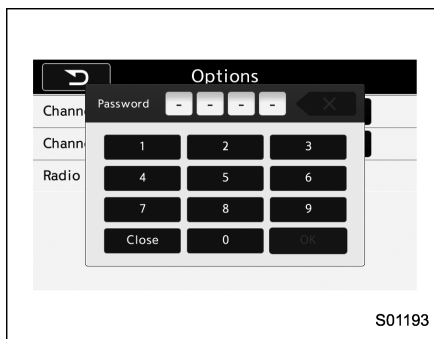 Options
Password - - - - X
Chann
Chann
Radio
1 2 3
4 5 6
7 8 9
Close 0 OK
S01193